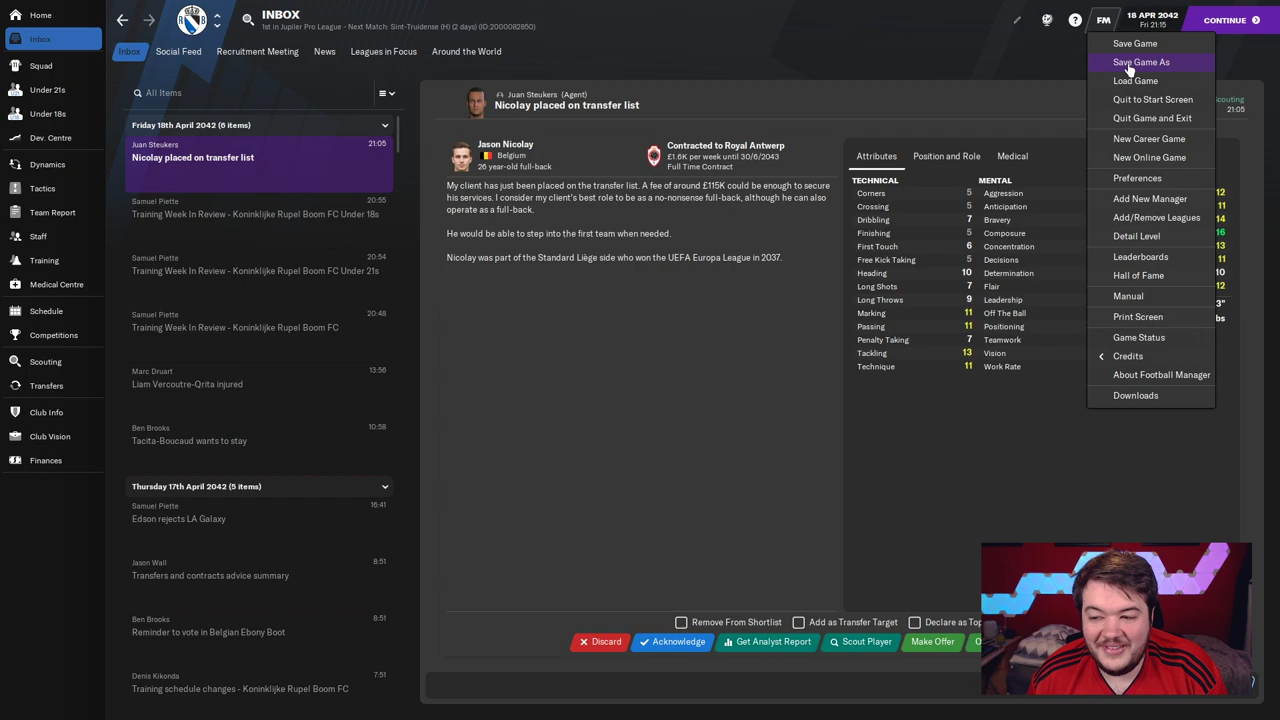 INBOX
1st in Jupiler Pro League - Next Match: Sint-Truidense (H) (2 days) (ID:2000082850)
FM
18 APR 2042
Fri 21:15
CONTINUE
Home
Inbox
Squad
Under 21s
Under 18s
Dev. Centre
Dynamics
Tactics
Team Report
Staff
Training
Medical Centre
Schedule
Competitions
Scouting
Transfers
Club Info
Club Vision
Finances
Inbox
Social Feed
Recruitment Meeting
News
Leagues in Focus
Around the World
All Items
Friday 18th April 2042 (6 items)
Juan Steukers 21:05
Nicolay placed on transfer list
Samuel Piette 20:55
Training Week In Review - Koninklijke Rupel Boom FC Under 18s
Samuel Piette 20:54
Training Week In Review - Koninklijke Rupel Boom FC Under 21s
Samuel Piette 20:48
Training Week In Review - Koninklijke Rupel Boom FC
Marc Druart 13:56
Liam Vercoutre-Qrita injured
Ben Brooks 10:58
Tacita-Boucaud wants to stay
Thursday 17th April 2042 (5 items)
Samuel Piette 16:41
Edson rejects LA Galaxy
Jason Wall 8:51
Transfers and contracts advice summary
Ben Brooks 8:51
Reminder to vote in Belgian Ebony Boot
Denis Kikonda 7:51
Training schedule changes - Koninklijke Rupel Boom FC
Juan Steukers (Agent)
Nicolay placed on transfer list
Scouting
21:05
Jason Nicolay
Belgium
26 year-old full-back
Contracted to Royal Antwerp
£1.6K per week until 30/6/2043
Full Time Contract
My client has just been placed on the transfer list. A fee of around £115K could be enough to secure
his services. I consider my client's best role to be as a no-nonsense full-back, although he can also
operate as a full-back.
He would be able to step into the first team when needed.
Nicolay was part of the Standard Liège side who won the UEFA Europa League in 2037.
Attributes
Position and Role
Medical
TECHNICAL
MENTAL
Corners 5 Aggression 12
Crossing 5 Anticipation 11
Dribbling 7 Bravery 14
Finishing 5 Composure 16
First Touch 6 Concentration 13
Free Kick Taking 5 Decisions 11
Heading 10 Determination 10
Long Shots 7 Flair 12
Long Throws 9 Leadership 3"
Marking 11 Off The Ball bs
Passing 11 Positioning
Penalty Taking 7 Teamwork
Tackling 13 Vision
Technique 11 Work Rate
Remove From Shortlist
Add as Transfer Target
Declare as Top
Discard
Acknowledge
Get Analyst Report
Scout Player
Make Offer
Save Game
Save Game As
Load Game
Quit to Start Screen
Quit Game and Exit
New Career Game
New Online Game
Preferences
Add New Manager
Add/Remove Leagues
Detail Level
Leaderboards
Hall of Fame
Manual
Print Screen
Game Status
Credits
About Football Manager
Downloads